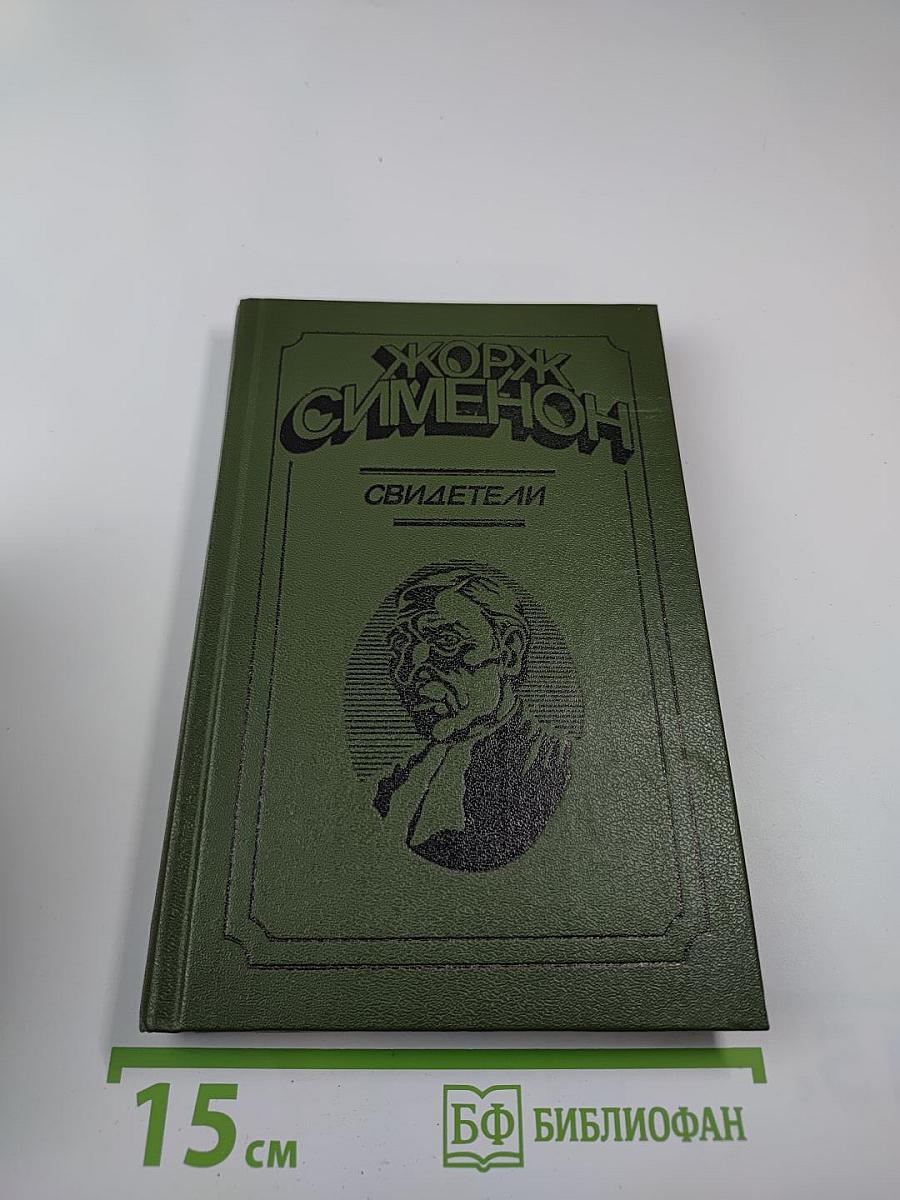 ЖОРЖ
СИМЕНОН
СВИДЕТЕЛИ
15 см
БФ БИБЛИОФАН